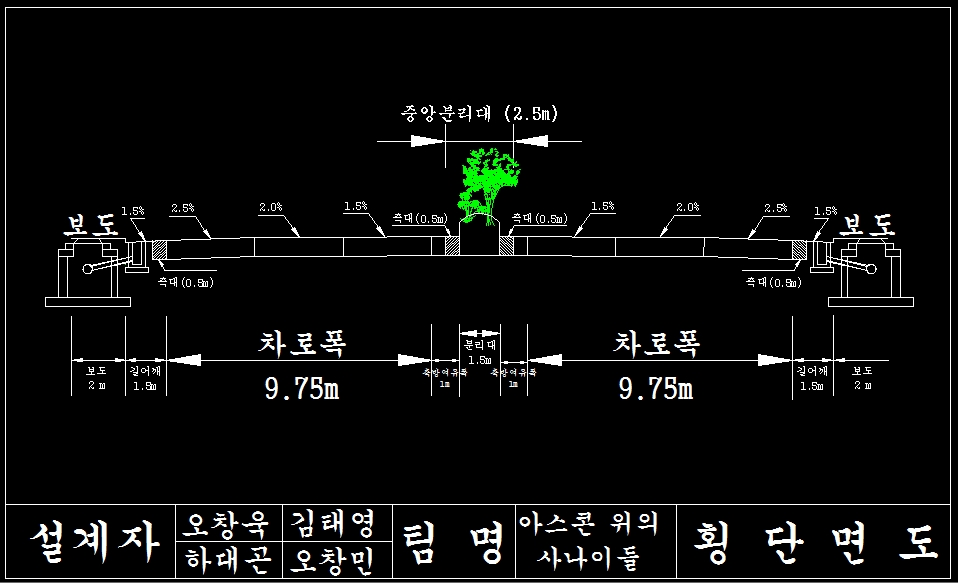 중앙분리대 (2.5m)
보도 1.5% 2.5% 2.0% 1.5% 측대(0.5m) 측대(0.5m) 1.5% 2.0% 2.5% 1.5% 보도
측대(0.5m) 측대(0.5m)
차로폭 분리대 차로폭
보도 길어깨 1.5m 길어깨 보도
측방여유폭 측방여유폭
2 m 1.5m 9.75m 1m 1m 9.75m 1.5m 2 m
설계자 오창욱 김태영 팀 명 아스콘 위의 횡 단 면 도
하대곤 오창민 사나이들